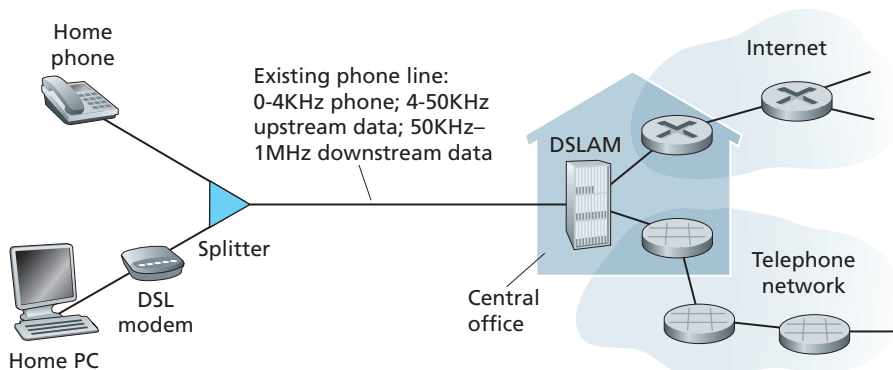 Home
phone
Existing phone line:
0-4KHz phone; 4-50KHz
upstream data; 50KHz–
1MHz downstream data
Internet
DSLAM
Splitter
DSL
modem
Home PC
Central
office
Telephone
network